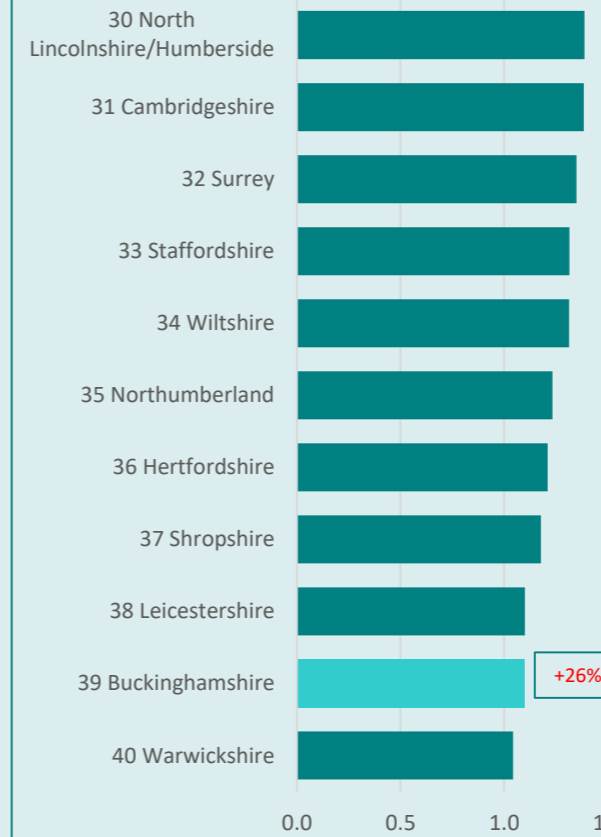 30 North
Lincolnshire/Humberside
31 Cambridgeshire
32 Surrey
33 Staffordshire
34 Wiltshire
35 Northumberland
36 Hertfordshire
37 Shropshire
38 Leicestershire
39 Buckinghamshire
+26%
40 Warwickshire
0.0 0.5 1.0